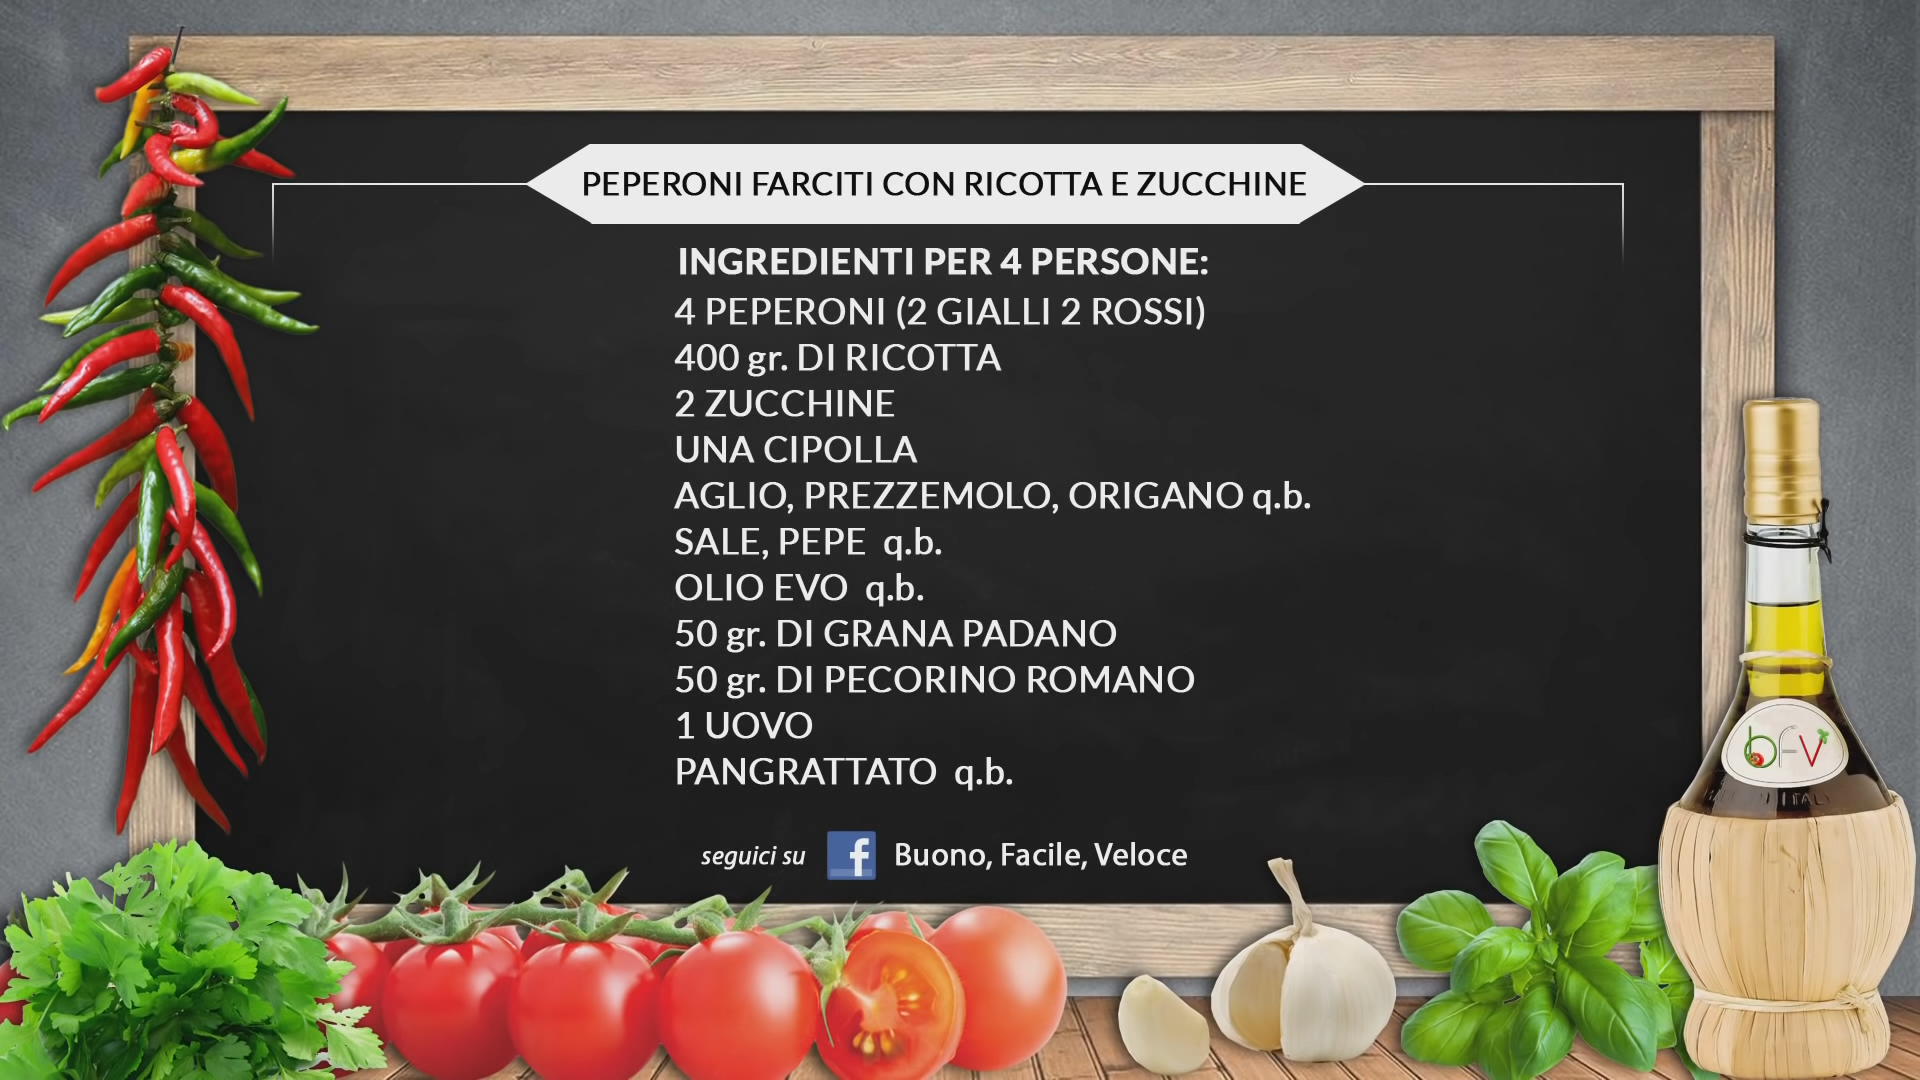 PEPERONI FARCITI CON RICOTTA E ZUCCHINE
INGREDIENTI PER 4 PERSONE:
4 PEPERONI (2 GIALLI 2 ROSSI)
400 gr. DI RICOTTA
2 ZUCCHINE
UNA CIPOLLA
AGLIO, PREZZEMOLO, ORIGANO q.b.
SALE, PEPE q.b.
OLIO EVO q.b.
50 gr. DI GRANA PADANO
50 gr. DI PECORINO ROMANO
1 UOVO
PANGRATTATO q.b.
seguici su f Buono, Facile, Veloce
bfv